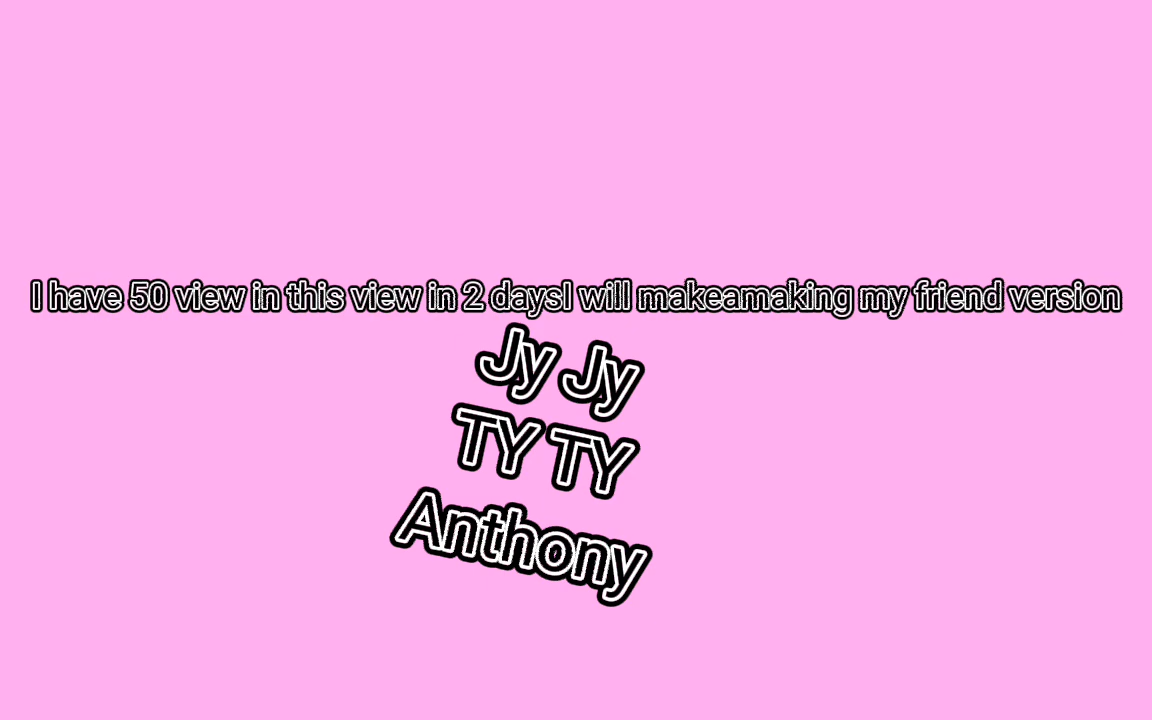 I have 50 view in this view in 2 daysI will makeamaking my friend version
Jy Jy
TY TY
Anthony